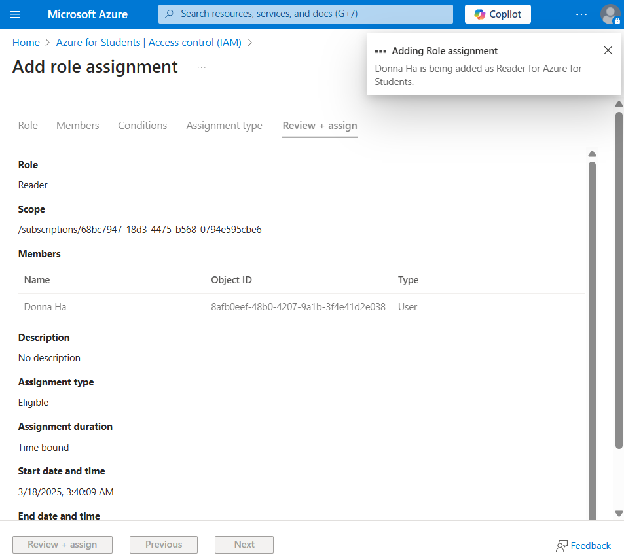 Microsoft Azure
Search resources, services, and docs (G+/)
Copilot
Home > Azure for Students | Access control (IAM) >
Add role assignment
Adding Role assignment
Donna Ha is being added as Reader for Azure for
Students.
Role Members Conditions Assignment type Review + assign
Role
Reader
Scope
/subscriptions/68bc7947-18d3-4475-b568-0794e595cbe6
Members
Name Object ID Type
Donna Ha 8afb0eef-48b0-4207-9a1b-3f4e41d2e038 User
Description
No description
Assignment type
Eligible
Assignment duration
Time bound
Start date and time
3/18/2025, 3:40:09 AM
End date and time
Review + assign Previous Next Feedback